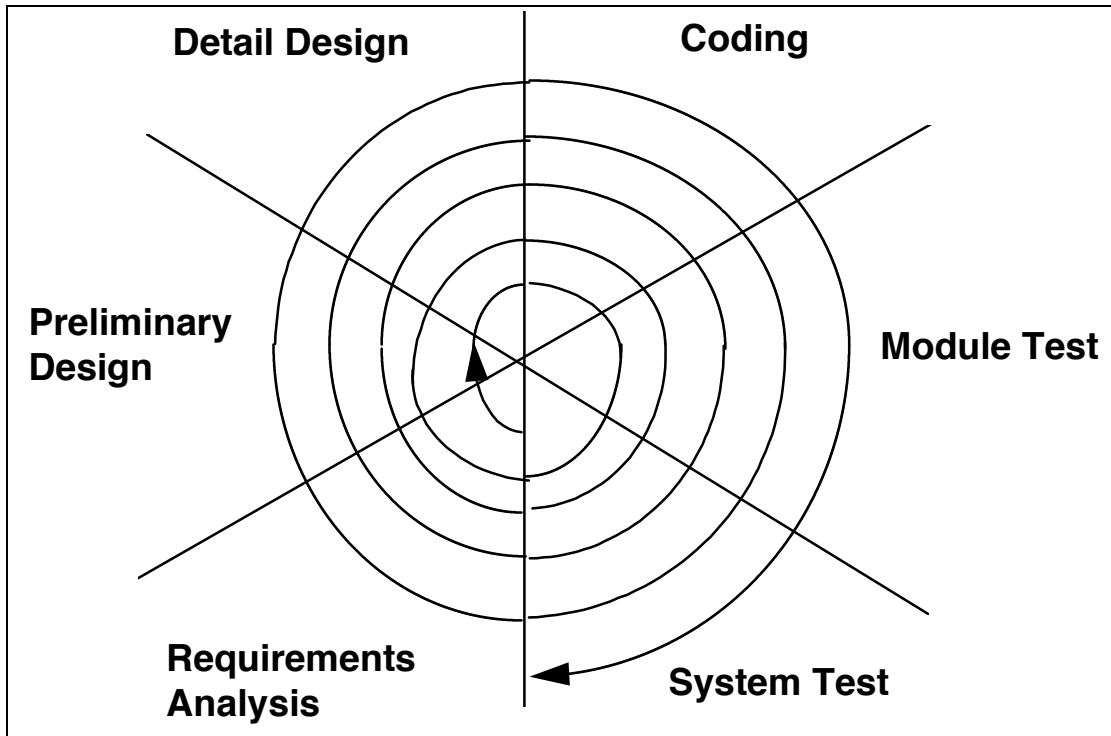 Detail Design
Coding
Preliminary
Design
Module Test
Requirements
Analysis
System Test